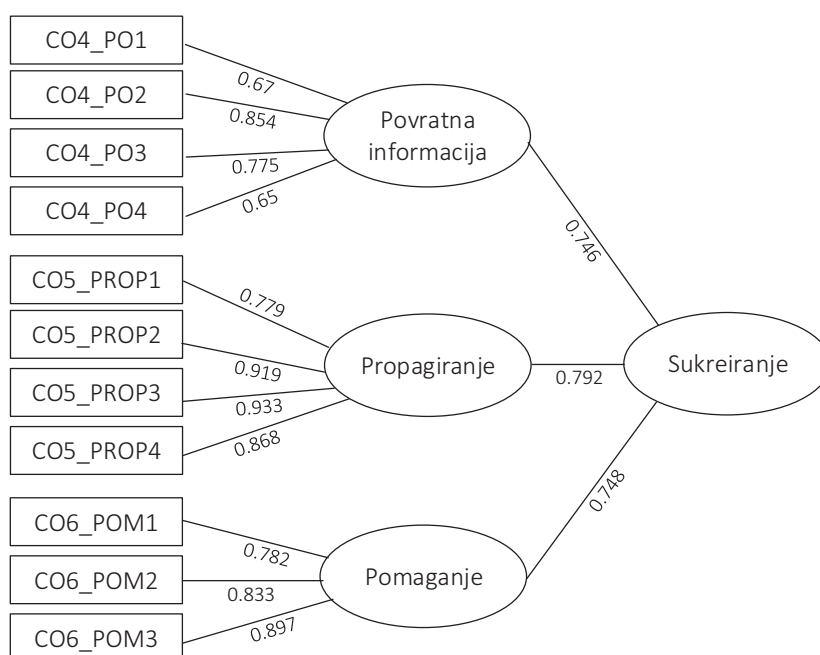 CO4_PO1
CO4_PO2
CO4_PO3
CO4_PO4
0.67
0.854
0.775
0.65
Povratna
informacija
0.746
CO5_PROP1
CO5_PROP2
CO5_PROP3
CO5_PROP4
0.779
0.919
0.933
0.868
Propagiranje
0.792
Sukreiranje
CO6_POM1
CO6_POM2
CO6_POM3
0.782
0.833
0.897
Pomaganje
0.748